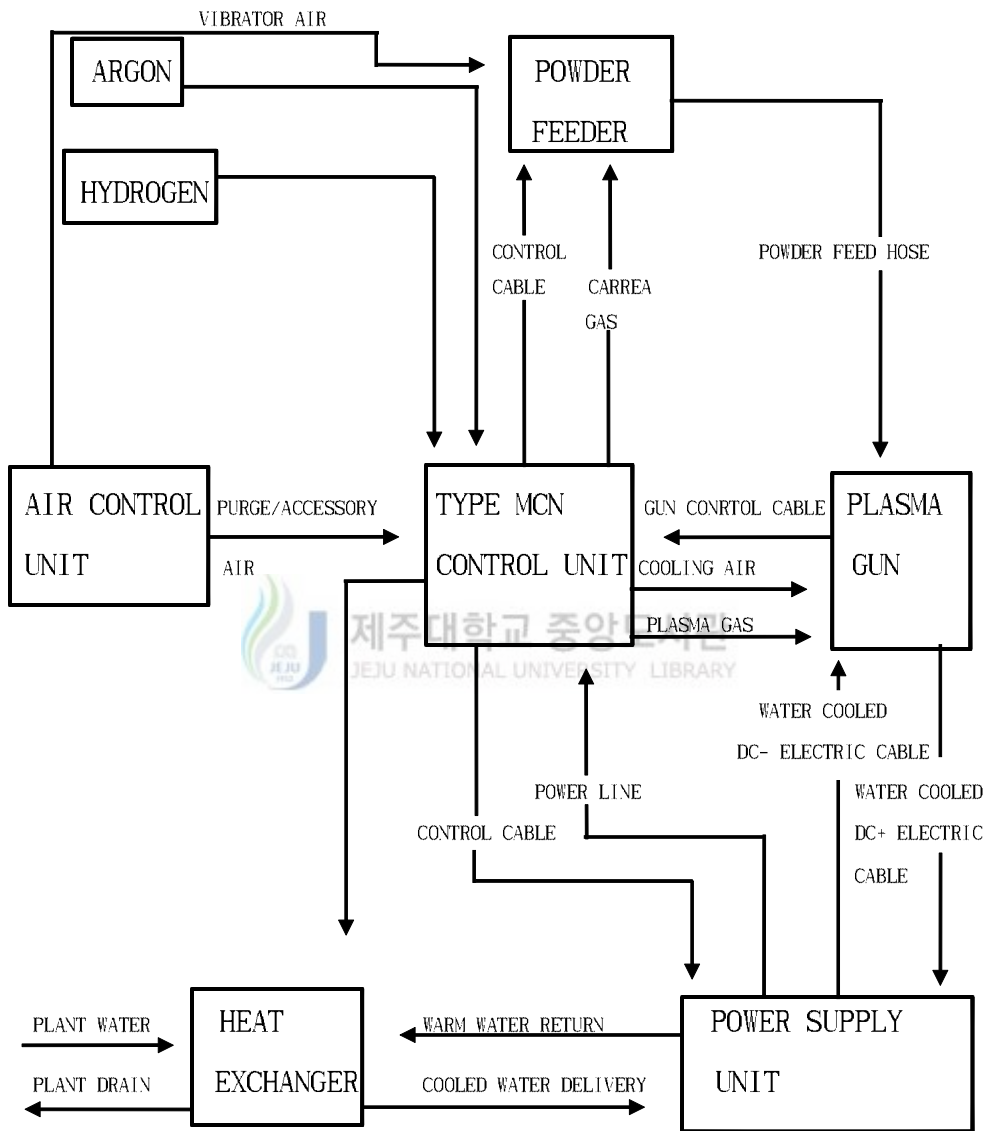 VIBRATOR AIR
ARGON
POWDER
FEEDER
HYDROGEN
CONTROL
CABLE
CARREA
GAS
POWDER FEED HOSE
AIR CONTROL
UNIT
PURGE/ACCESSORY
AIR
TYPE MCN
CONTROL UNIT
GUN CONRTOL CABLE
COOLING AIR
PLASMA GAS
PLASMA
GUN
제주대학교 중앙도서관
JEJU NATIONAL UNIVERSITY LIBRARY
JEJU
1952
WATER COOLED
DC- ELECTRIC CABLE
WATER COOLED
DC+ ELECTRIC
CABLE
POWER LINE
CONTROL CABLE
PLANT WATER
PLANT DRAIN
HEAT
EXCHANGER
WARM WATER RETURN
COOLED WATER DELIVERY
POWER SUPPLY
UNIT